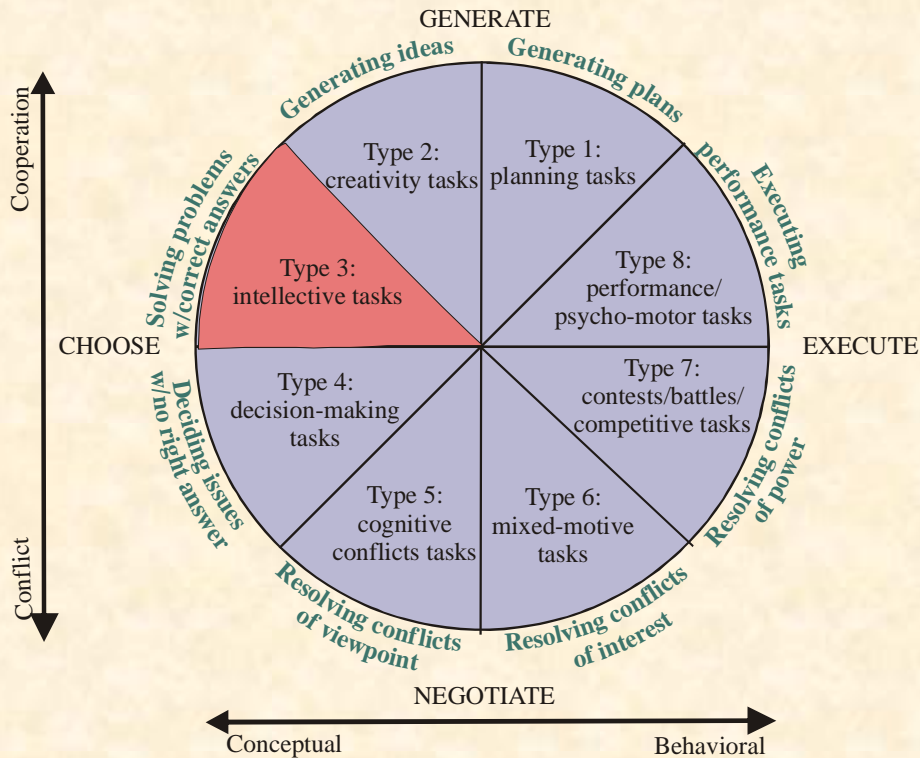 GENERATE
Generating ideas
Generating plans
Cooperation
Type 2:
creativity tasks
Type 1:
planning tasks
Executing
performance tasks
Solving problems
w/correct answers
Type 3:
intellective tasks
Type 8:
performance/
psycho-motor tasks
CHOOSE
EXECUTE
Type 4:
decision-making
tasks
Type 7:
contests/battles/
competitive tasks
Deciding issues
w/no right answer
Type 5:
cognitive
conflicts tasks
Type 6:
mixed-motive
tasks
Resolving conflicts
of power
Conflict
Resolving conflicts
of viewpoint
Resolving conflicts
of interest
NEGOTIATE
Conceptual
Behavioral